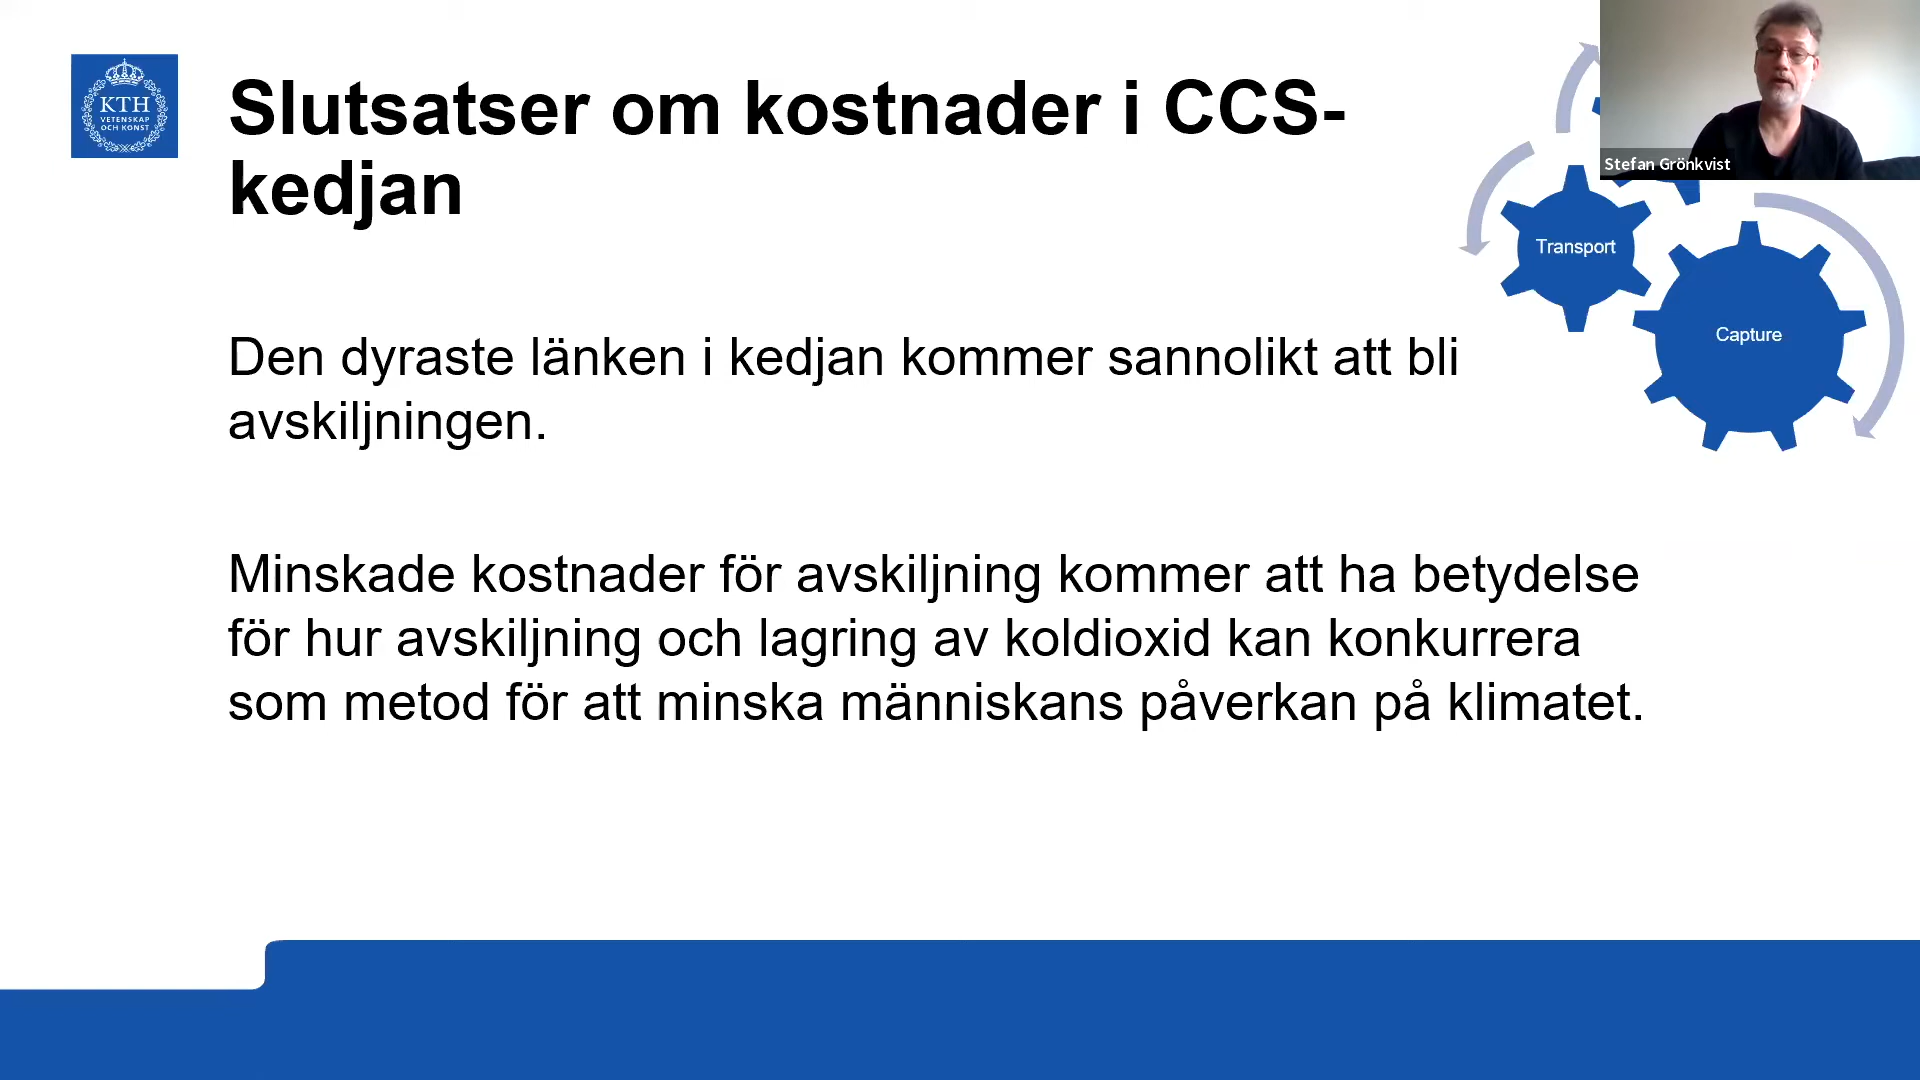 KTH
VETENSKAP
OCH KONST
Slutsatser om kostnader i CCS-
kedjan
Stefan Grönkvist
Transport
Capture
Den dyraste länken i kedjan kommer sannolikt att bli
avskiljningen.
Minskade kostnader för avskiljning kommer att ha betydelse
för hur avskiljning och lagring av koldioxid kan konkurrera
som metod för att minska människans påverkan på klimatet.